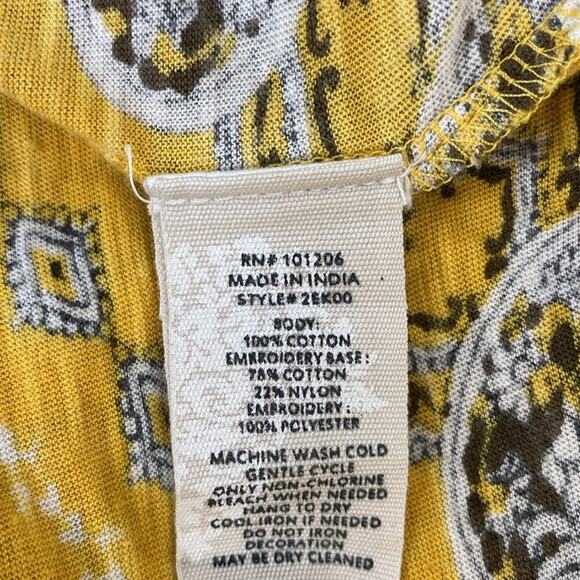 RN# 101206
MADE IN INDIA
STYLE# 2EK00
BODY:
100% COTTON
EMBROIDERY BASE:
78% COTTON
22% NYLON
EMBROIDERY:
100% POLYESTER
MACHINE WASH COLD
GENTLE CYCLE
ONLY NON-CHLORINE
BLEACH WHEN NEEDED
HANG TO DRY
COOL IRON IF NEEDED
DO NOT IRON
DECORATION
MAY BE DRY CLEANED